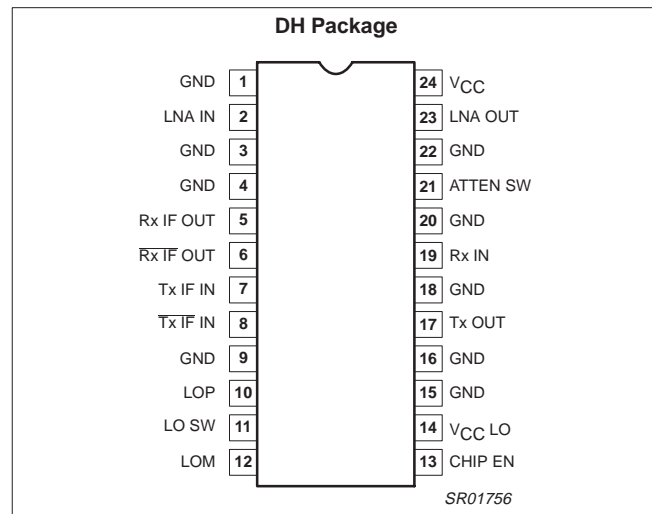 DH Package
GND 1 24 VCC
LNA IN 2 23 LNA OUT
GND 3 22 GND
GND 4 21 ATTEN SW
Rx IF OUT 5 20 GND
Rx IF OUT 6 19 Rx IN
Tx IF IN 7 18 GND
Tx IF IN 8 17 Tx OUT
GND 9 16 GND
LOP 10 15 GND
LO SW 11 14 VCC LO
LOM 12 13 CHIP EN
SR01756